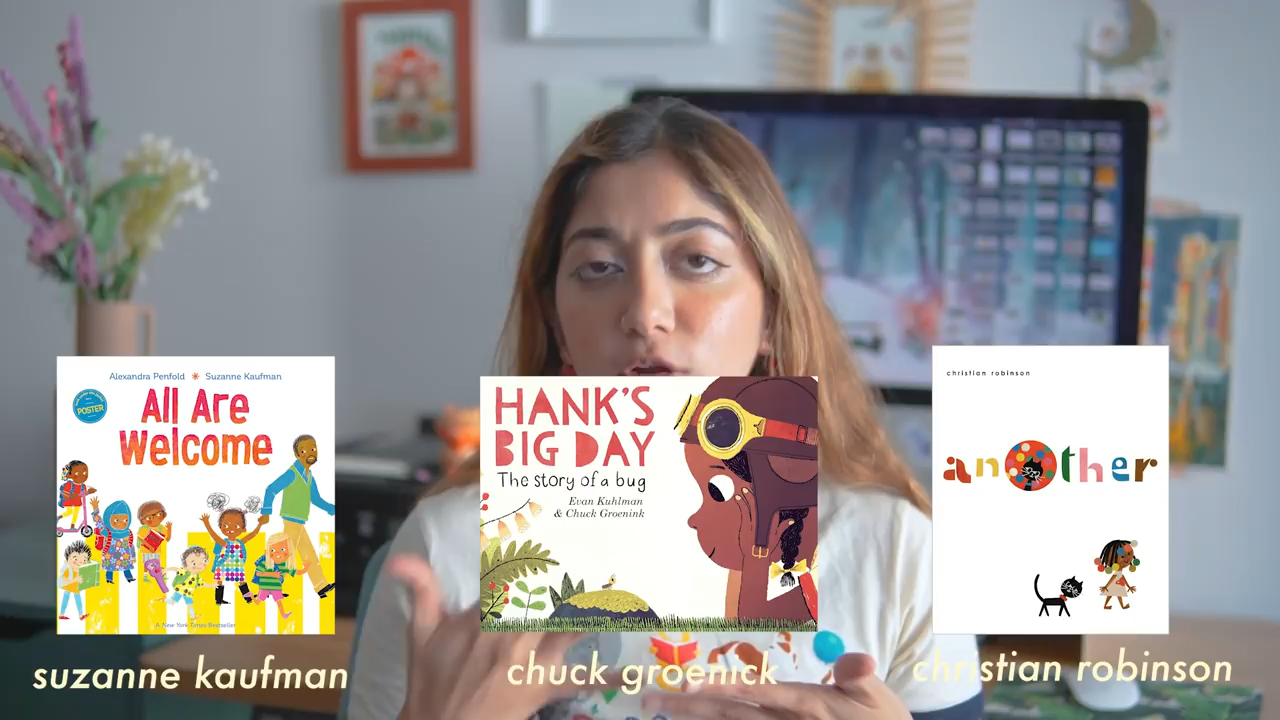 Alexandra Penfold ✷ Suzanne Kaufman
All Are
Welcome
POSTER
A New York Times Bestseller
HANK'S
BIG DAY
The story of a bug
Evan Kuhlman
& Chuck Groenink
christian robinson
another
suzanne kaufman
chuck groenick
christian robinson